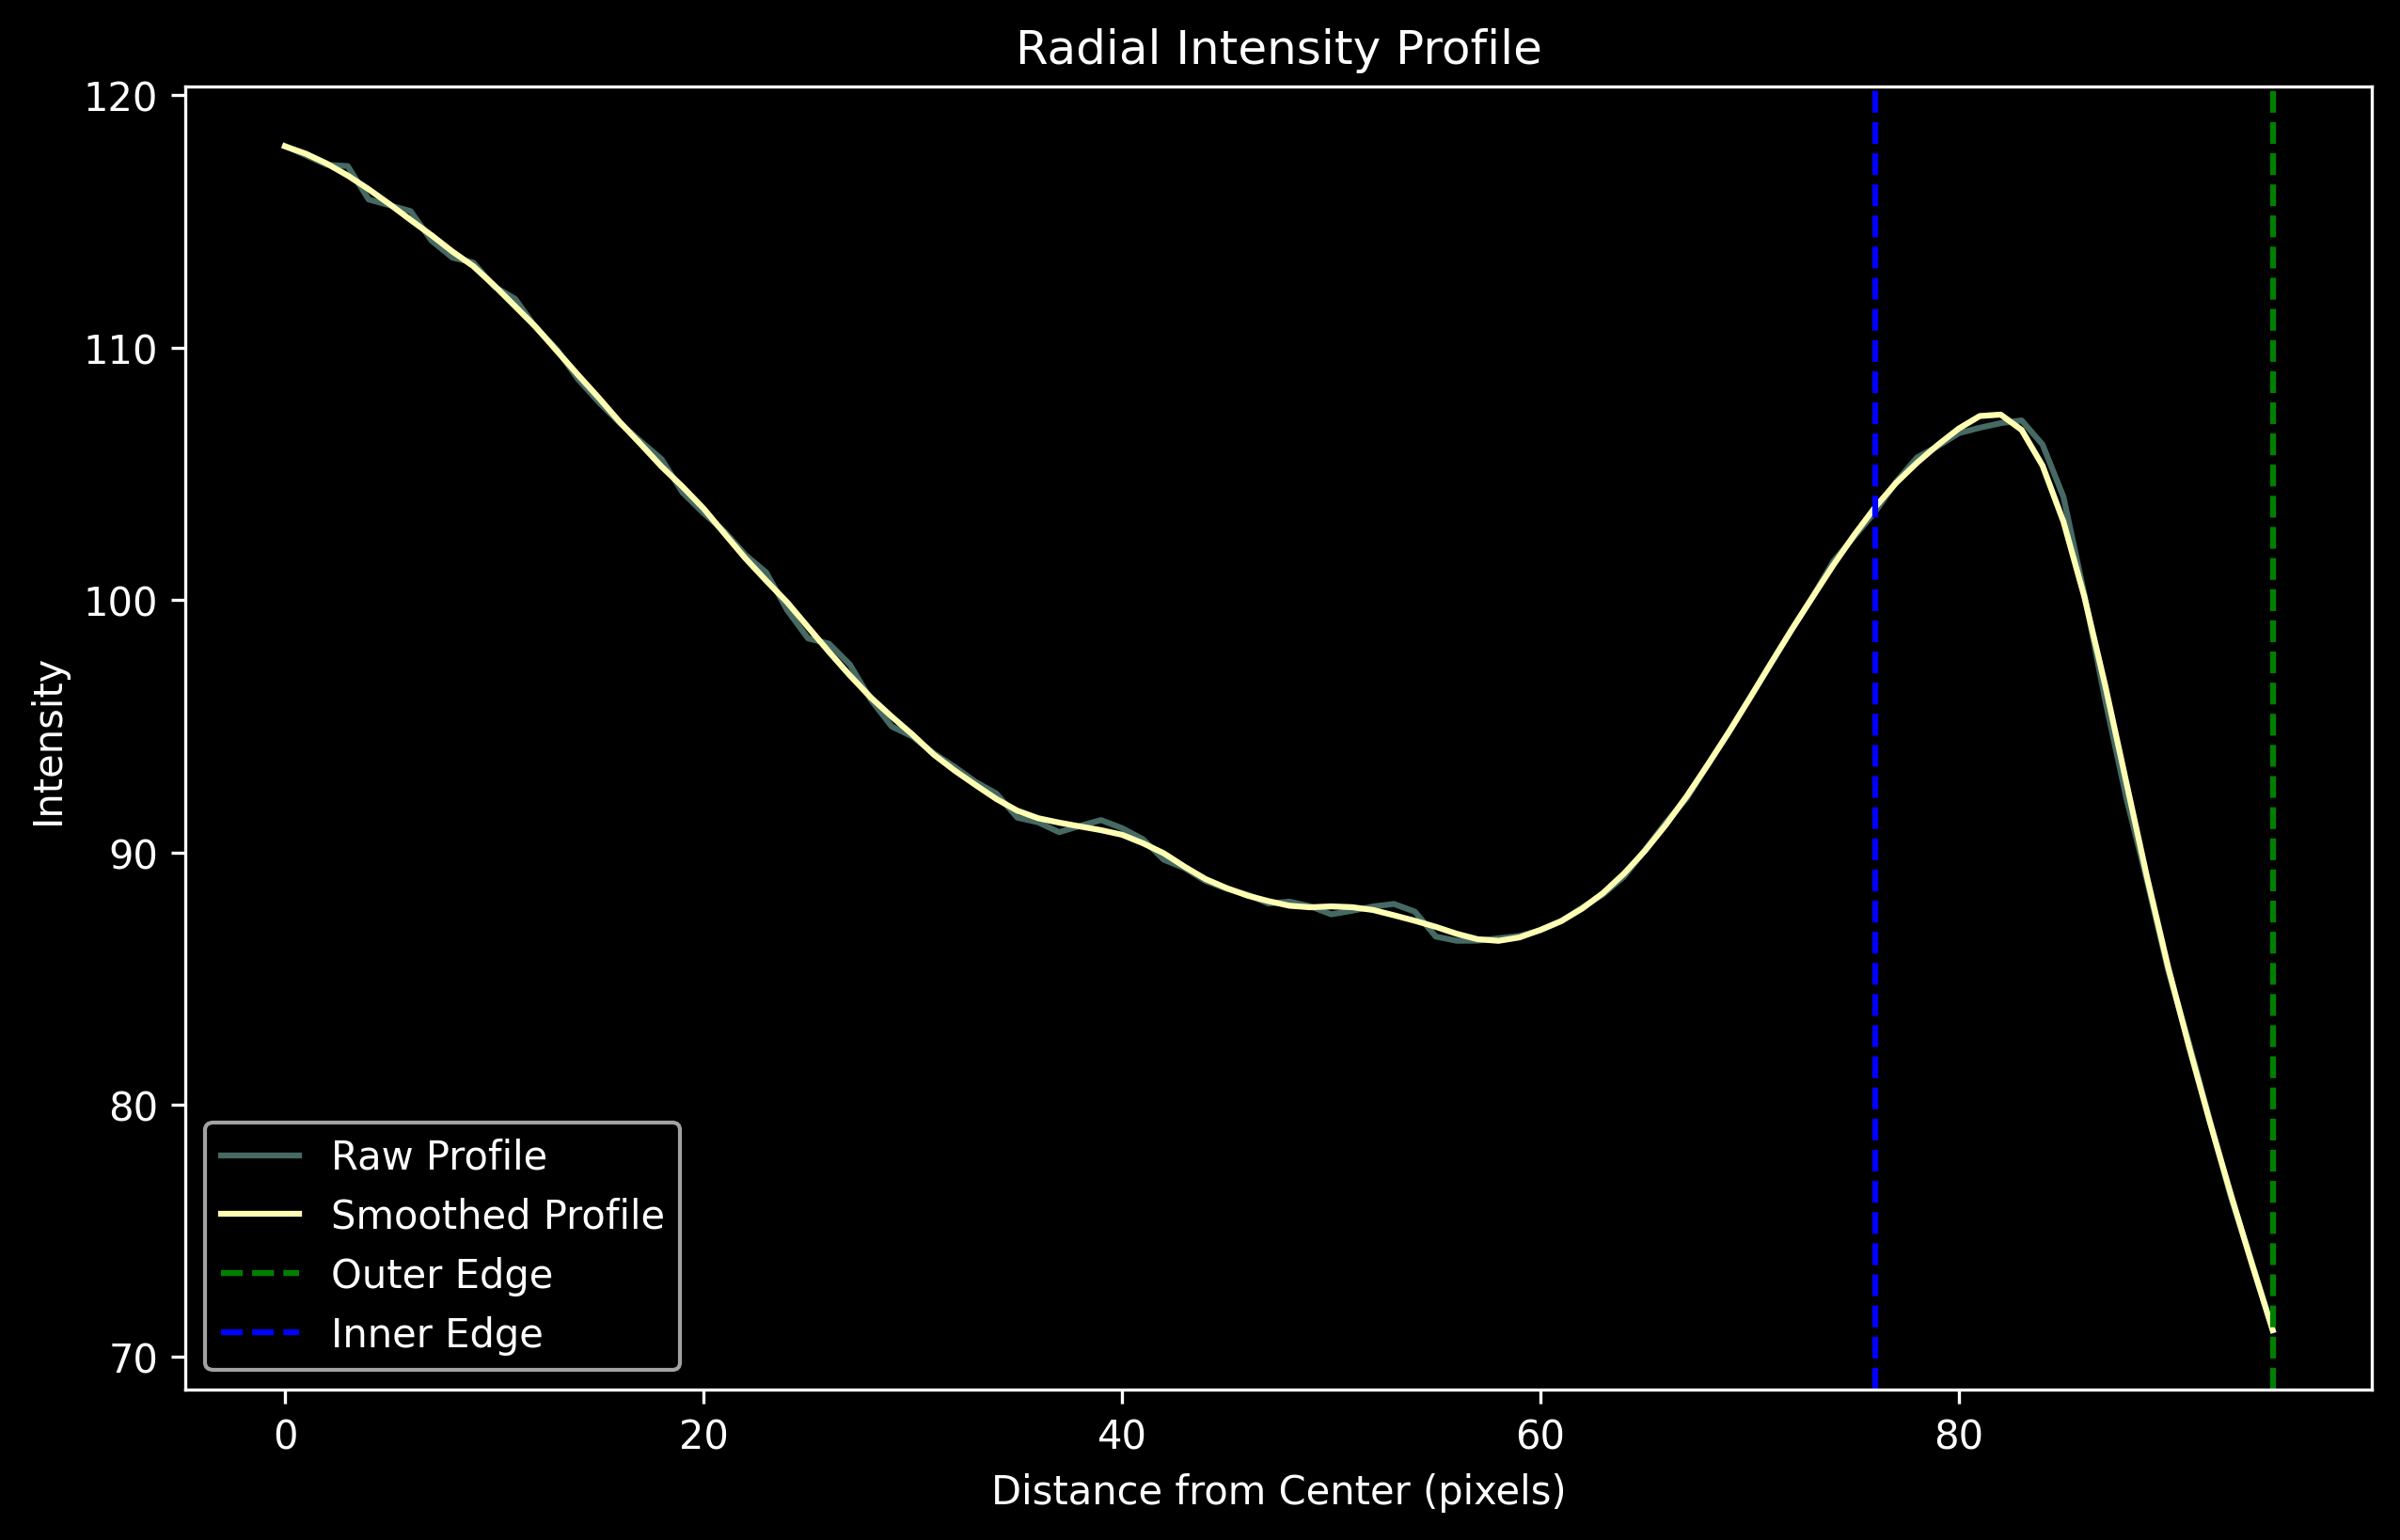 Radial Intensity Profile
120
110
100
90
80
70
Intensity
Raw Profile
Smoothed Profile
Outer Edge
Inner Edge
0 20 40 60 80
Distance from Center (pixels)